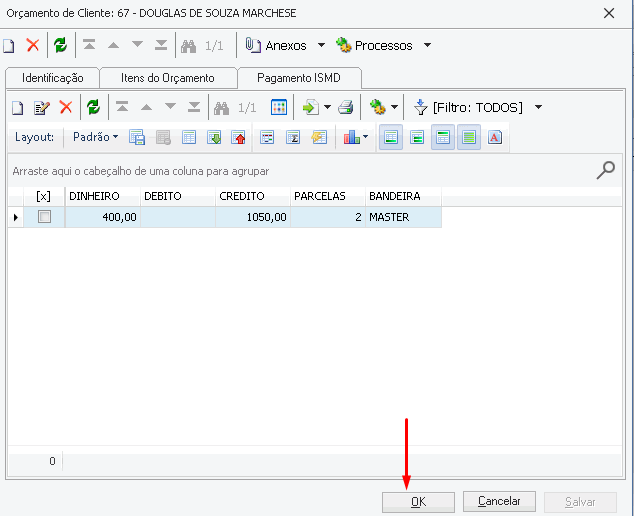 Orçamento de Cliente: 67 - DOUGLAS DE SOUZA MARCHESE
1/1 Anexos Processos
Identificação Itens do Orçamento Pagamento ISMD
1/1 [Filtro: TODOS]
Layout: Padrão
Arraste aqui o cabeçalho de uma coluna para agrupar
[x] DINHEIRO DEBITO CREDITO PARCELAS BANDEIRA
400,00 1050,00 2 MASTER
0
OK Cancelar Salvar